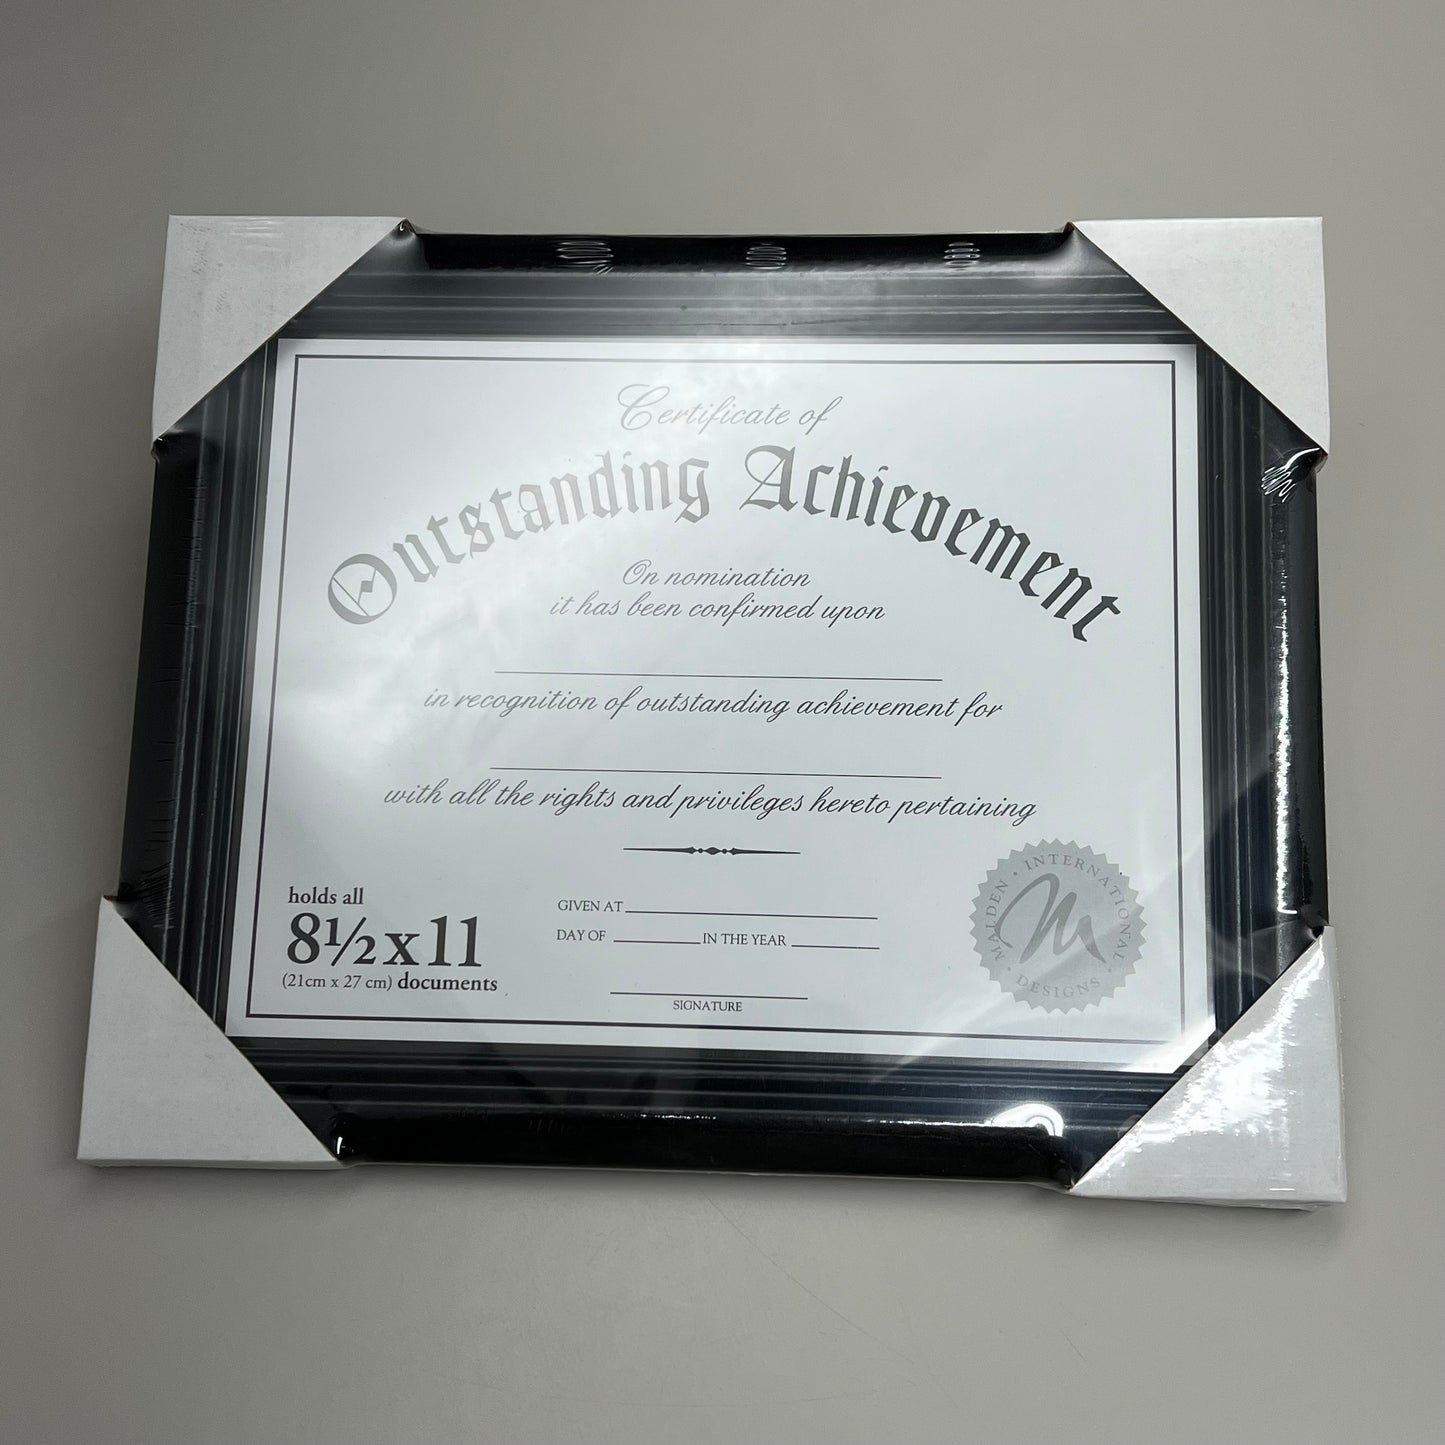 Certificate of
Outstanding Achievement
On nomination
it has been confirmed upon
in recognition of outstanding achievement for
with all the rights and privileges hereto pertaining
holds all
8½x11
(21cm x 27 cm) documents
GIVEN AT
DAY OF IN THE YEAR
SIGNATURE
MALDEN · INTERNATIONAL · DESIGNS ·
M